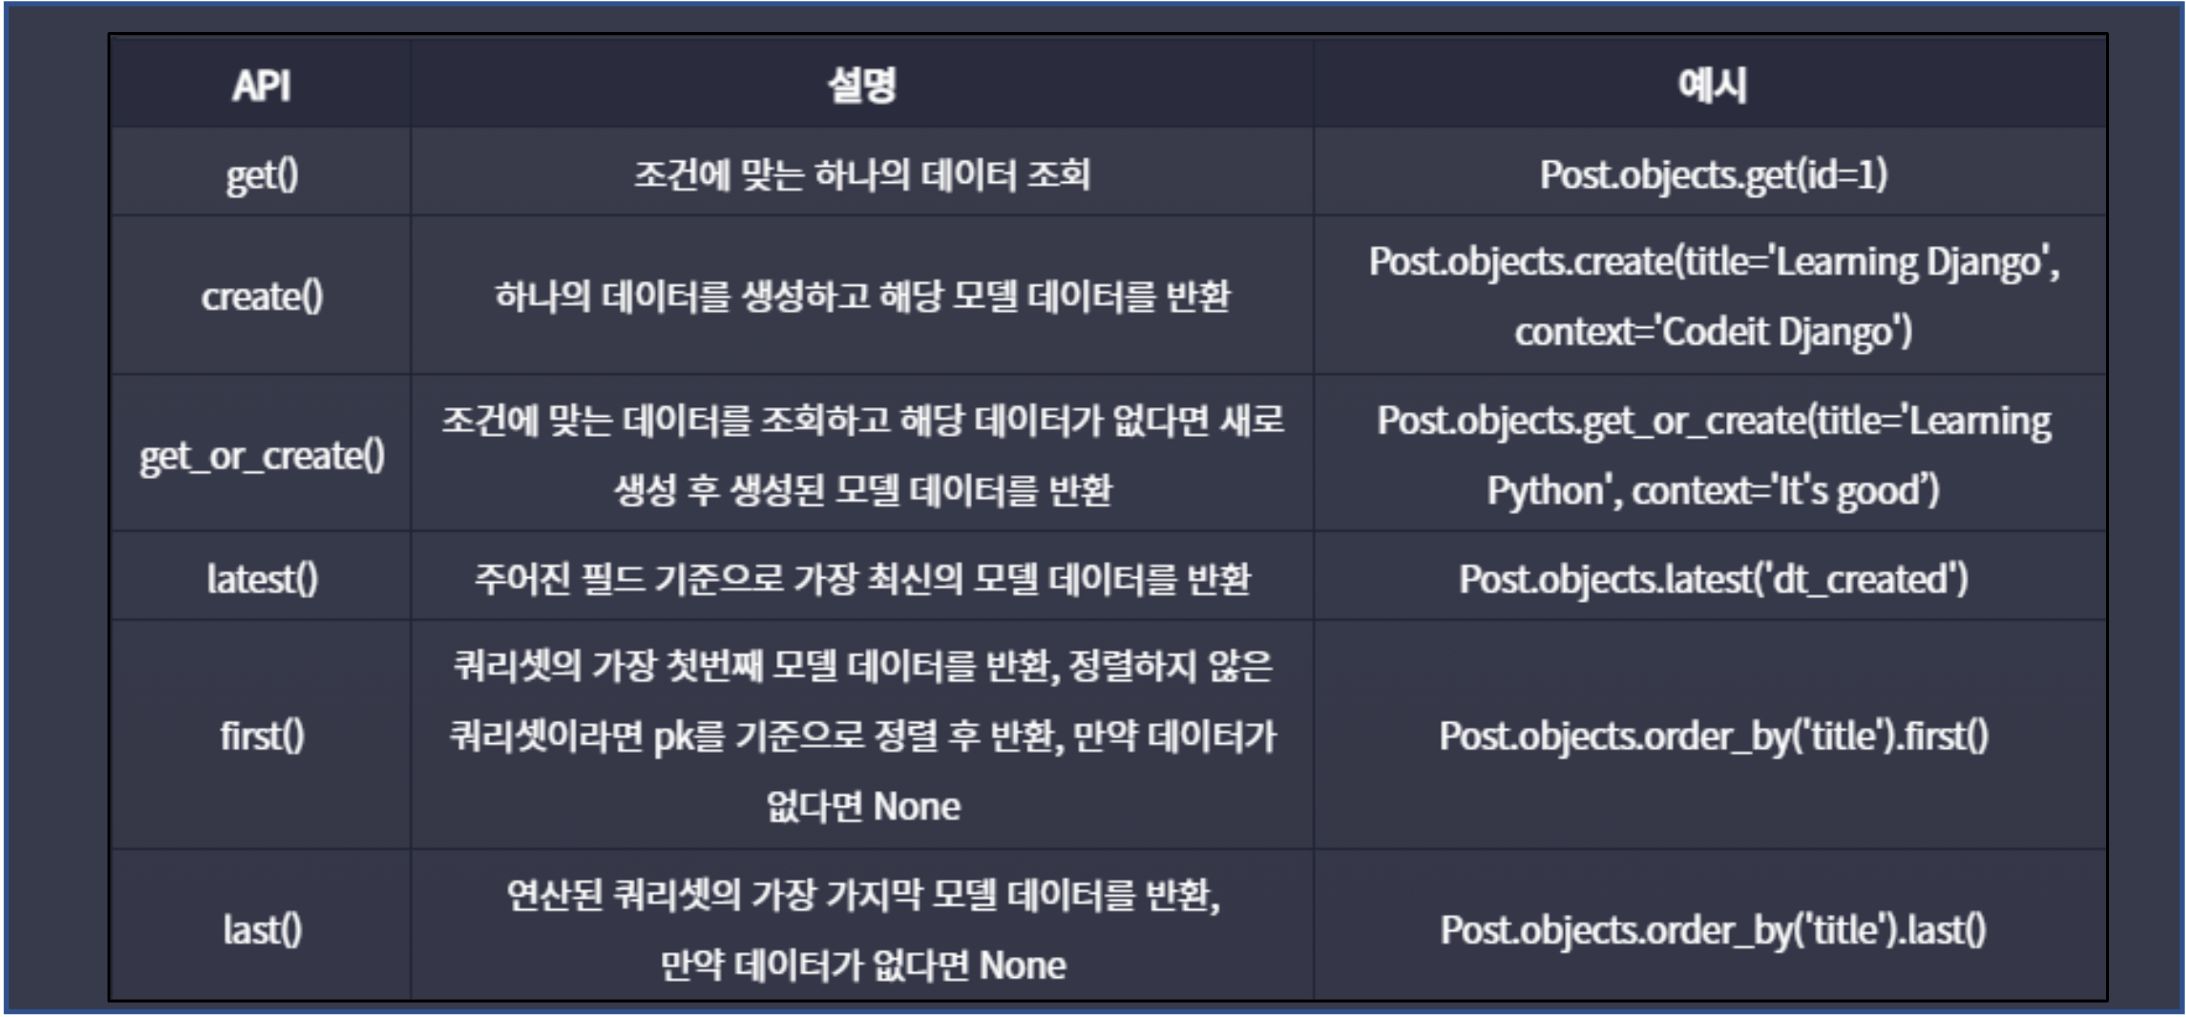 API 설명 예시
get() 조건에 맞는 하나의 데이터 조회 Post.objects.get(id=1)
create() 하나의 데이터를 생성하고 해당 모델 데이터를 반환 Post.objects.create(title='Learning Django',
context='Codeit Django')
get_or_create() 조건에 맞는 데이터를 조회하고 해당 데이터가 없다면 새로
생성 후 생성된 모델 데이터를 반환
Post.objects.get_or_create(title='Learning
Python', context='It's good’)
latest() 주어진 필드 기준으로 가장 최신의 모델 데이터를 반환 Post.objects.latest('dt_created')
first() 쿼리셋의 가장 첫번째 모델 데이터를 반환, 정렬하지 않은
쿼리셋이라면 pk를 기준으로 정렬 후 반환, 만약 데이터가
없다면 None
Post.objects.order_by('title').first()
last() 연산된 쿼리셋의 가장 가지막 모델 데이터를 반환,
만약 데이터가 없다면 None
Post.objects.order_by('title').last()